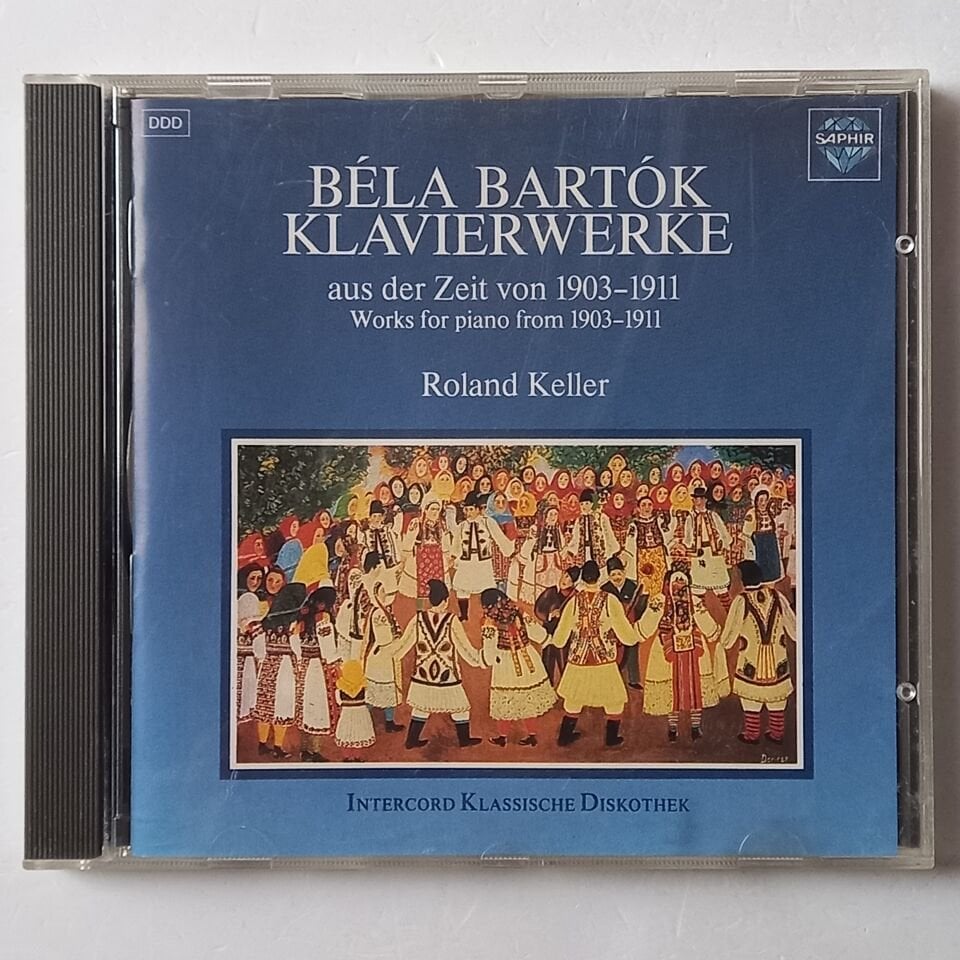 DDD
SAPHIR
BÉLA BARTÓK
KLAVIERWERKE
aus der Zeit von 1903–1911
Works for piano from 1903–1911
Roland Keller
INTERCORD KLASSISCHE DISKOTHEK